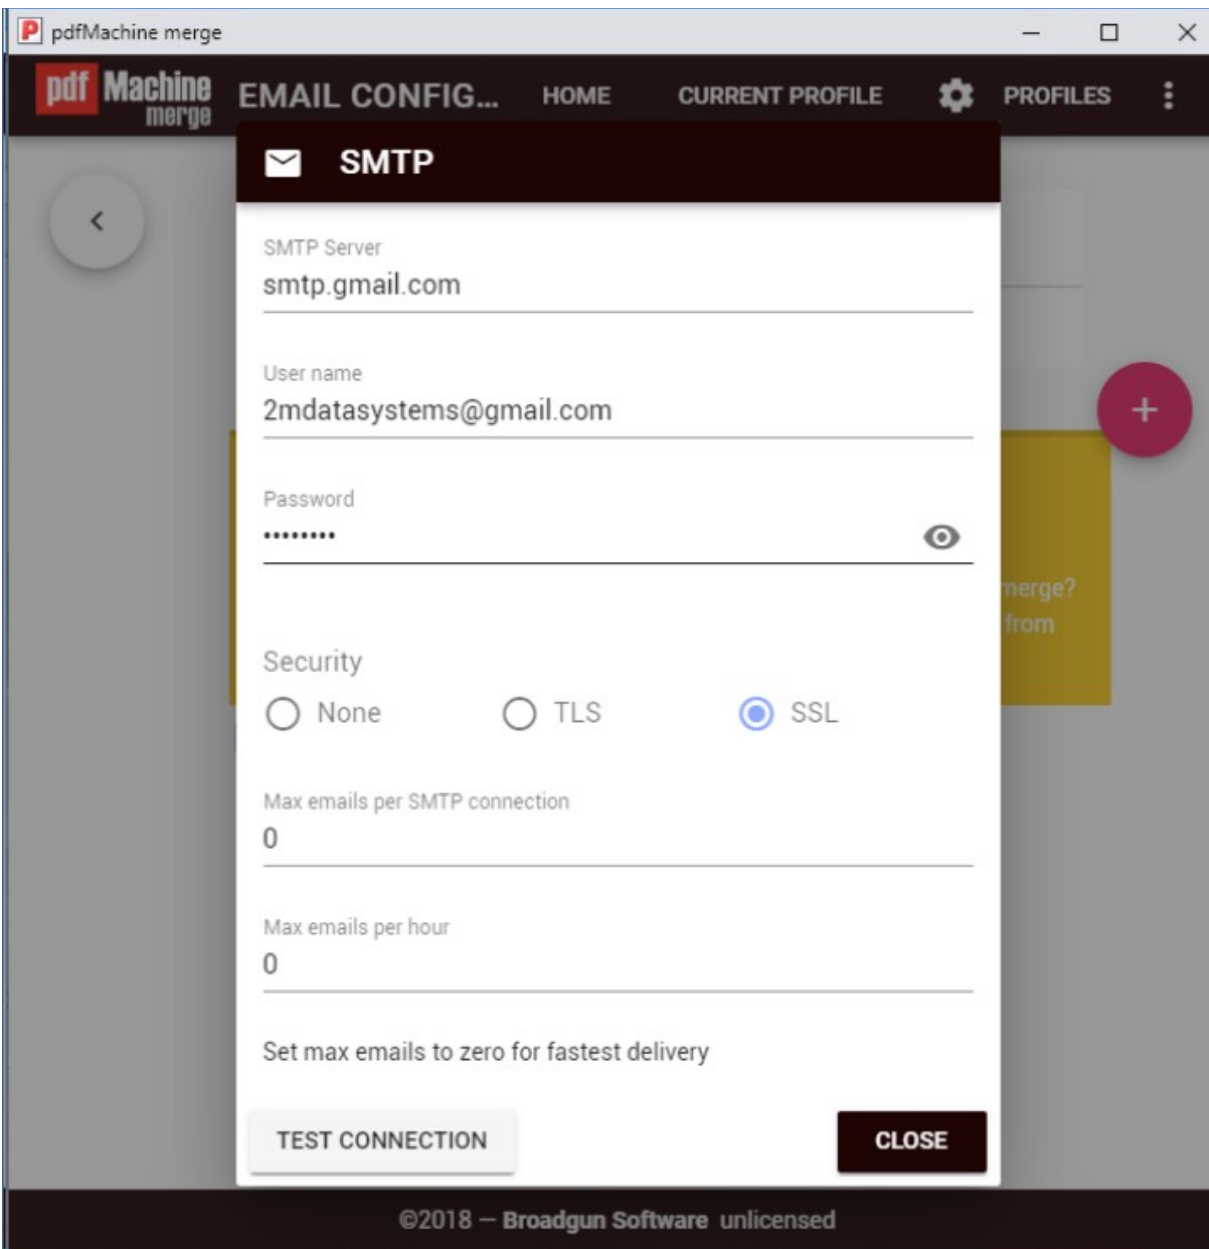 pdfMachine merge
pdf Machine merge
EMAIL CONFIG... HOME CURRENT PROFILE PROFILES
SMTP
SMTP Server
smtp.gmail.com
User name
2mdatasystems@gmail.com
Password
••••••••
merge?
from
Security
None TLS SSL
Max emails per SMTP connection
0
Max emails per hour
0
Set max emails to zero for fastest delivery
TEST CONNECTION CLOSE
©2018 — Broadgun Software unlicensed